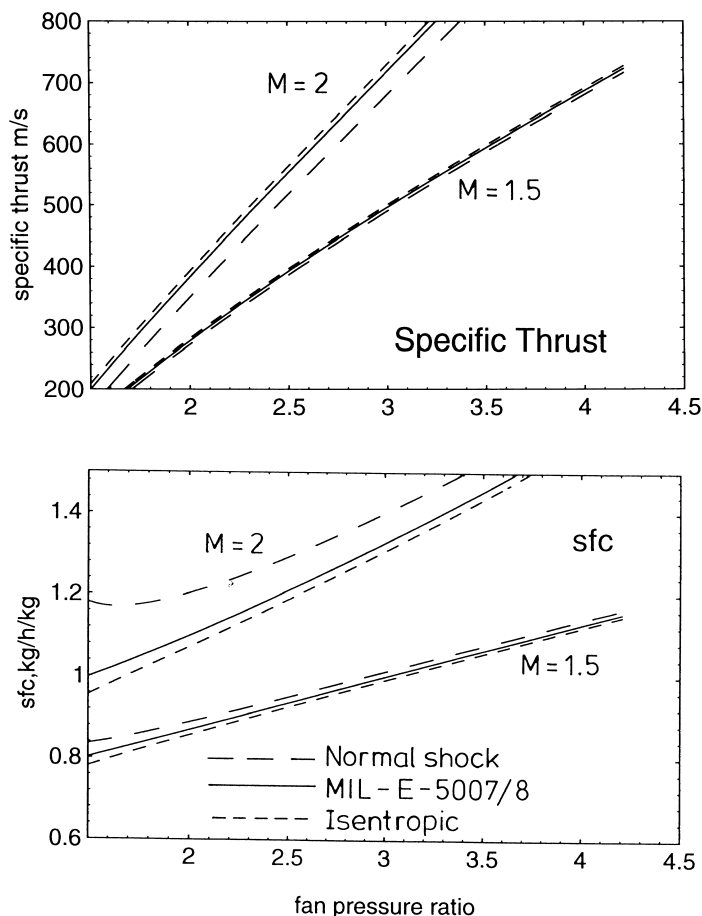 800
700
600
500
400
300
200
specific thrust m/s
M = 2
M = 1.5
Specific Thrust
2
2.5
3
3.5
4
4.5
1.4
1.2
1
0.8
0.6
sfc,kg/h/kg
M = 2
sfc
M = 1.5
Normal shock
MIL-E-5007/8
Isentropic
2
2.5
3
3.5
4
4.5
fan pressure ratio